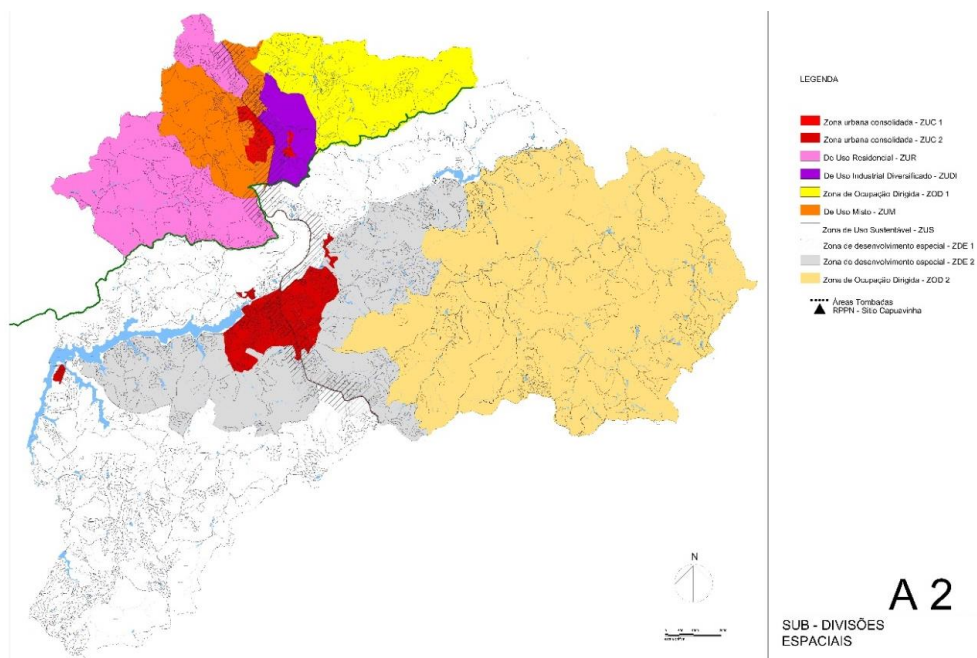 LEGENDA
Zona urbana consolidada - ZUC 1
Zona urbana consolidada - ZUC 2
Do Uso Residencial - ZUR
De Uso Industrial Diversificado - ZUDI
Zona de Ocupação Dirigida - ZOD 1
De Uso Misto - ZUM
Zona de Uso Sustentável - ZUS
Zona de desenvolvimento especial - ZDE 1
Zona de desenvolvimento especial - ZDE 2
Zona de Ocupação Dirigida - ZOD 2
Áreas Tombadas
RPPN - Sítio Capuavinha
N
A 2
SUB - DIVISÕES
ESPACIAIS